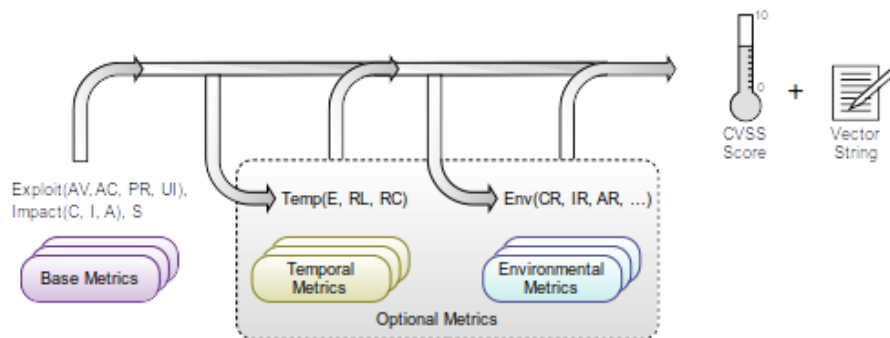 10
0
CVSS
Score
+
Vector
String
Exploit(AV, AC, PR, UI),
Impact(C, I, A), S
Temp(E, RL, RC)
Env(CR, IR, AR, ...)
Base Metrics
Temporal
Metrics
Environmental
Metrics
Optional Metrics